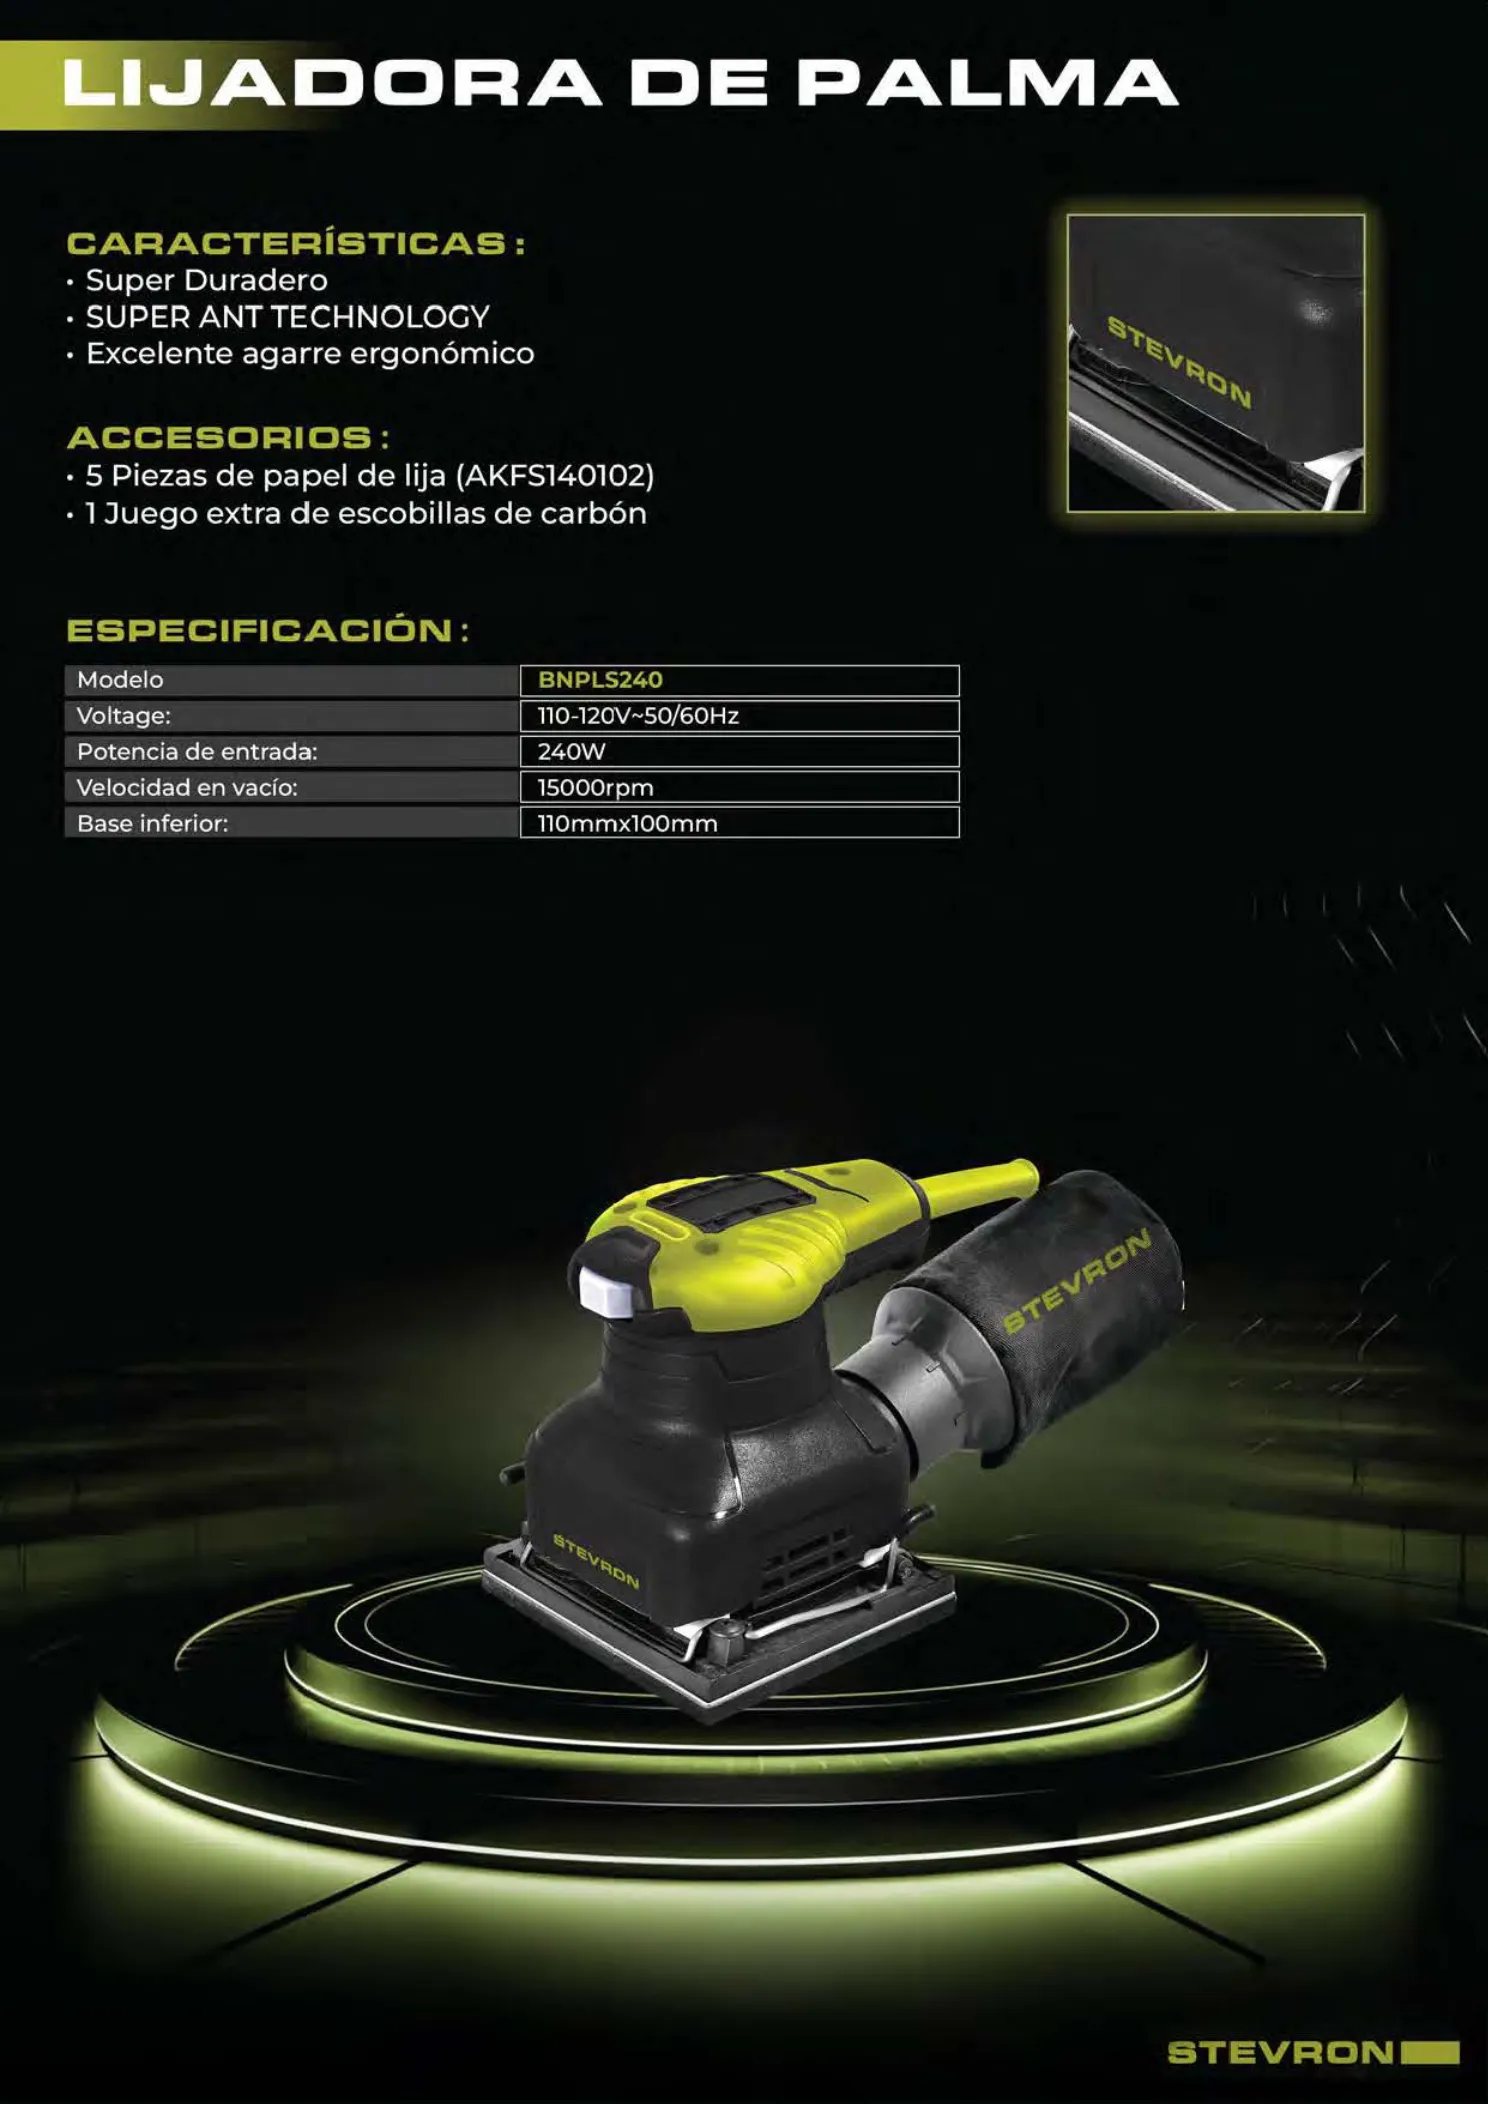 LIJADORA DE PALMA
CARACTERÍSTICAS:
• Super Duradero
• SUPER ANT TECHNOLOGY
• Excelente agarre ergonómico
STEVRON
ACCESORIOS:
• 5 Piezas de papel de lija (AKFS140102)
• 1 Juego extra de escobillas de carbón
ESPECIFICACIÓN:
Modelo BNPLS240
Voltage: 110-120V~50/60Hz
Potencia de entrada: 240W
Velocidad en vacío: 15000rpm
Base inferior: 110mmx100mm
STEVRON
STEVRON
STEVRON